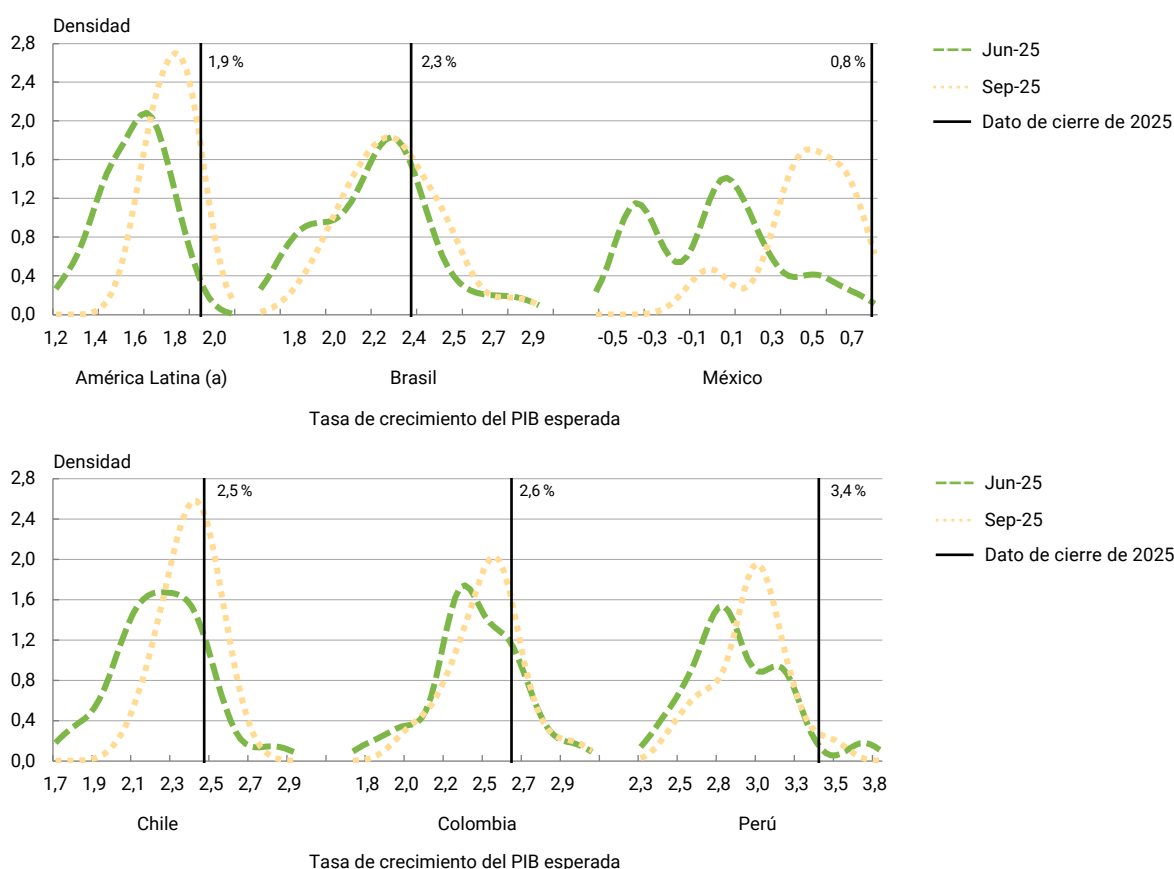 Densidad
2,8
2,4
2,0
1,6
1,2
0,8
0,4
0,0
1,9 %
2,3 %
0,8 %
1,2 1,4 1,6 1,8 2,0 1,8 2,0 2,2 2,4 2,5 2,7 2,9 -0,5 -0,3 -0,1 0,1 0,3 0,5 0,7
América Latina (a) Brasil México
Tasa de crecimiento del PIB esperada
Jun-25
Sep-25
Dato de cierre de 2025
Densidad
2,8
2,4
2,0
1,6
1,2
0,8
0,4
0,0
2,5 %
2,6 %
3,4 %
1,7 1,9 2,1 2,3 2,5 2,7 2,9 1,8 2,0 2,2 2,5 2,7 2,9 2,3 2,5 2,8 3,0 3,3 3,5 3,8
Chile Colombia Perú
Tasa de crecimiento del PIB esperada
Jun-25
Sep-25
Dato de cierre de 2025